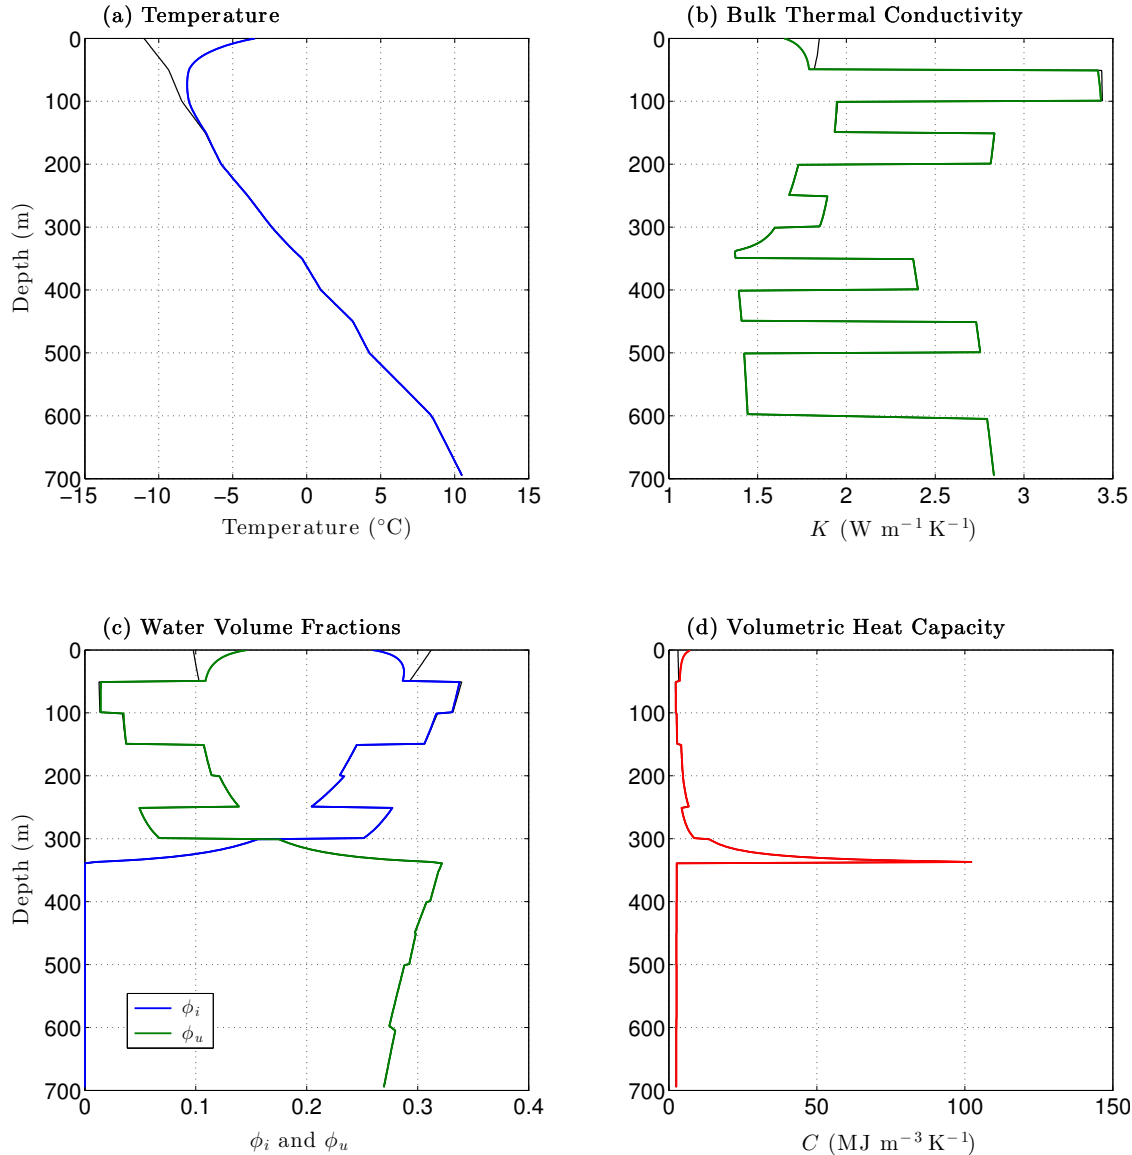 (a) Temperature
0
100
200
300
400
500
600
700
Depth (m)
−15 −10 −5 0 5 10 15
Temperature (°C)
(b) Bulk Thermal Conductivity
0
100
200
300
400
500
600
700
1 1.5 2 2.5 3 3.5
K (W m⁻¹ K⁻¹)
(c) Water Volume Fractions
0
100
200
300
400
500
600
700
Depth (m)
ϕᵢ
ϕᵤ
0 0.1 0.2 0.3 0.4
ϕᵢ and ϕᵤ
(d) Volumetric Heat Capacity
0
100
200
300
400
500
600
700
0 50 100 150
C (MJ m⁻³ K⁻¹)